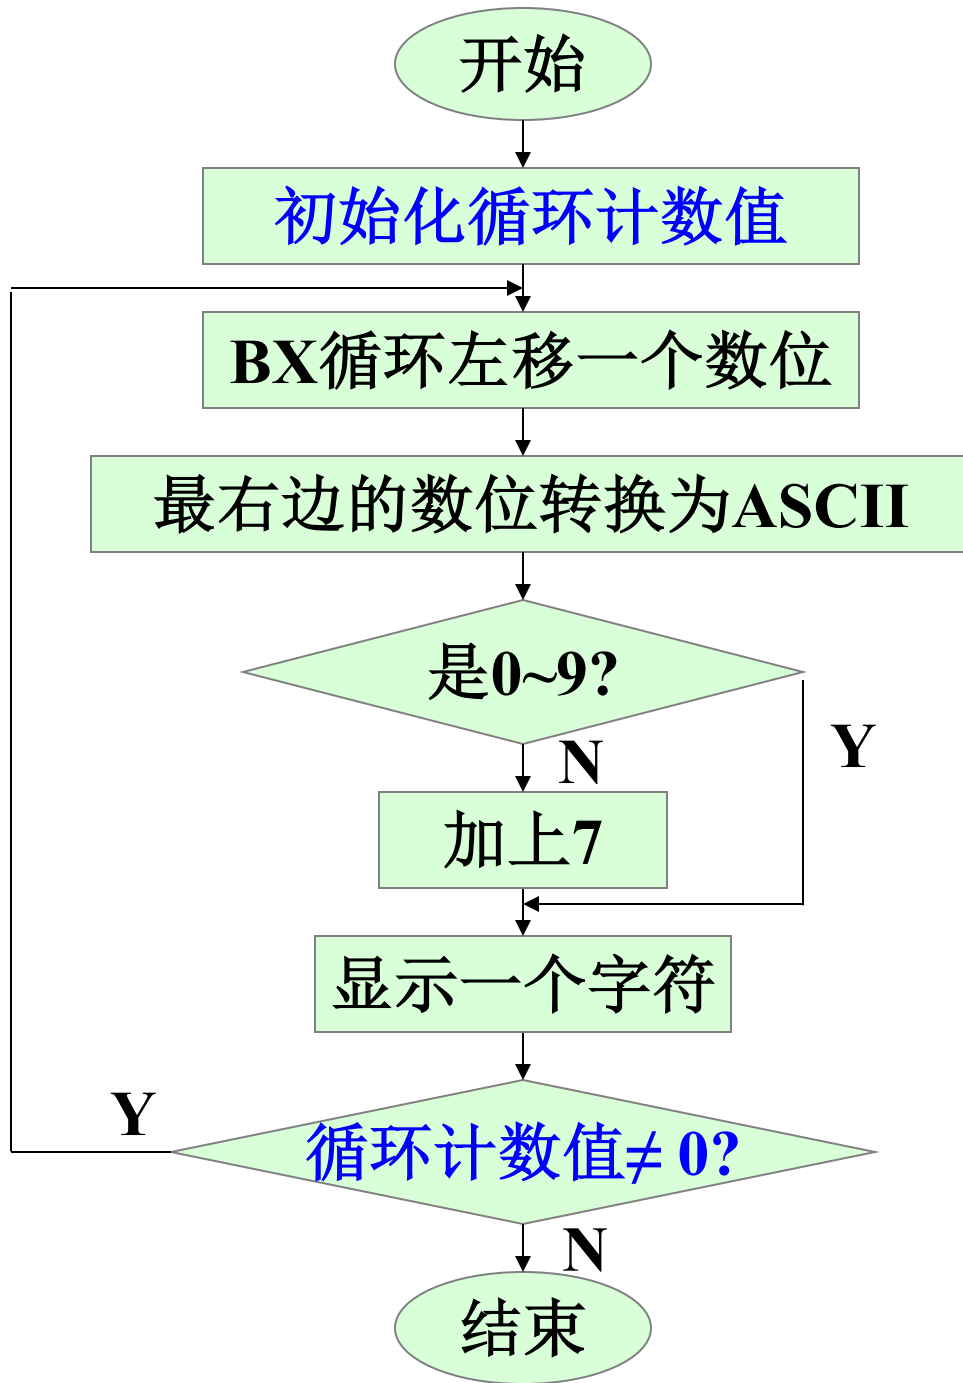 开始
初始化循环计数值
BX循环左移一个数位
最右边的数位转换为ASCII
是0~9?
N
Y
加上7
显示一个字符
Y
循环计数值≠ 0?
N
结束